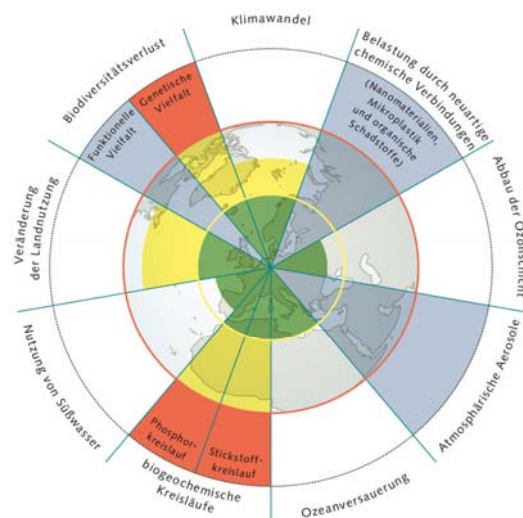 Klimawandel
Belastung durch neuartige
chemische Verbindungen
(Nanomaterialien,
Mikroplastik
und organische
Schadstoffe)
Abbau der Ozonschicht
Atmosphärische Aerosole
Ozeanversauerung
biogeochemische
Kreisläufe
Stickstoff-
kreislauf
Phosphor-
kreislauf
Nutzung von Süßwasser
Veränderung
der Landnutzung
Biodiversitätsverlust
Funktionelle
Vielfalt
Genetische
Vielfalt